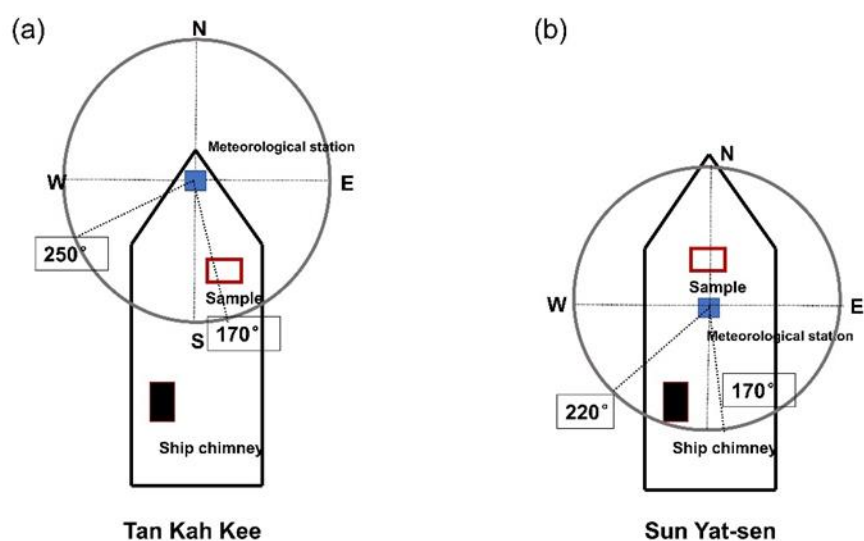 (a)
N
Meteorological station
W
E
250°
Sample
170°
S
Ship chimney
Tan Kah Kee
(b)
N
Sample
W
E
Meteorological station
170°
220°
Ship chimney
Sun Yat-sen